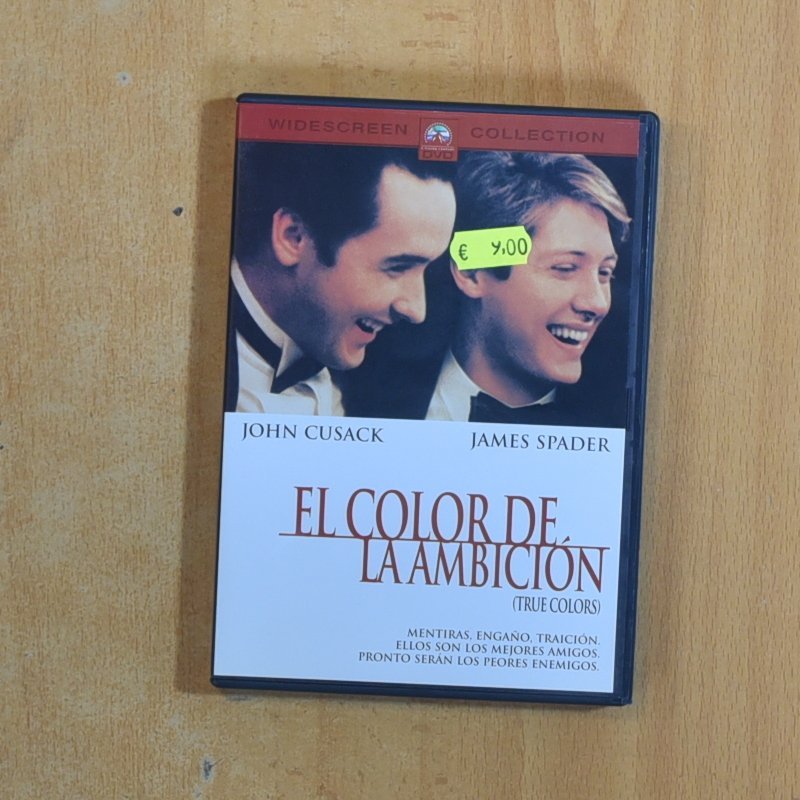 WIDESCREEN COLLECTION
DVD
€ 9,00
JOHN CUSACK JAMES SPADER
EL COLOR DE
LA AMBICIÓN
(TRUE COLORS)
MENTIRAS, ENGAÑO, TRAICIÓN.
ELLOS SON LOS MEJORES AMIGOS.
PRONTO SERÁN LOS PEORES ENEMIGOS.